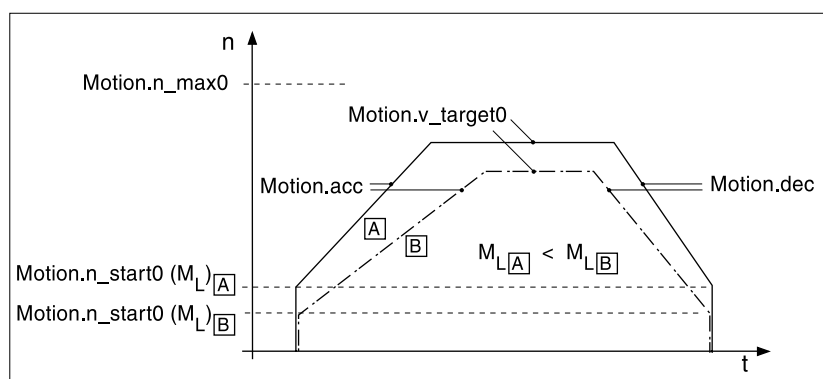 n
Motion.n_max0
Motion.v_target0
Motion.acc
Motion.dec
A
B
M_L A < M_L B
Motion.n_start0 (M_L) A
Motion.n_start0 (M_L) B
t